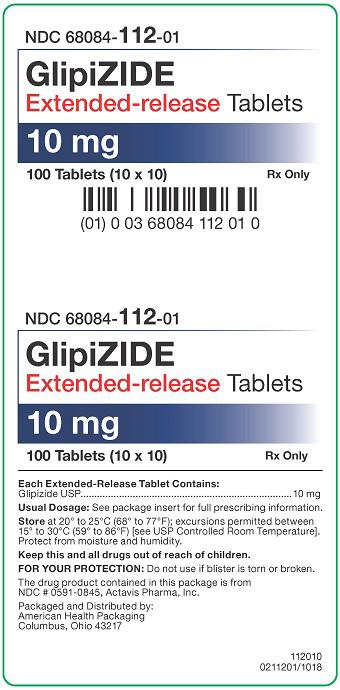 NDC 68084-112-01
GlipiZIDE
Extended-release Tablets
10 mg
100 Tablets (10 x 10) Rx Only
(01) 0 03 68084 112 01 0
NDC 68084-112-01
GlipiZIDE
Extended-release Tablets
10 mg
100 Tablets (10 x 10) Rx Only
Each Extended-Release Tablet Contains:
Glipizide USP......................................................................10 mg
Usual Dosage: See package insert for full prescribing information.
Store at 20° to 25°C (68° to 77°F); excursions permitted between
15° to 30°C (59° to 86°F) [see USP Controlled Room Temperature].
Protect from moisture and humidity.
Keep this and all drugs out of reach of children.
FOR YOUR PROTECTION: Do not use if blister is torn or broken.
The drug product contained in this package is from
NDC # 0591-0845, Actavis Pharma, Inc.
Packaged and Distributed by:
American Health Packaging
Columbus, Ohio 43217
112010
0211201/1018